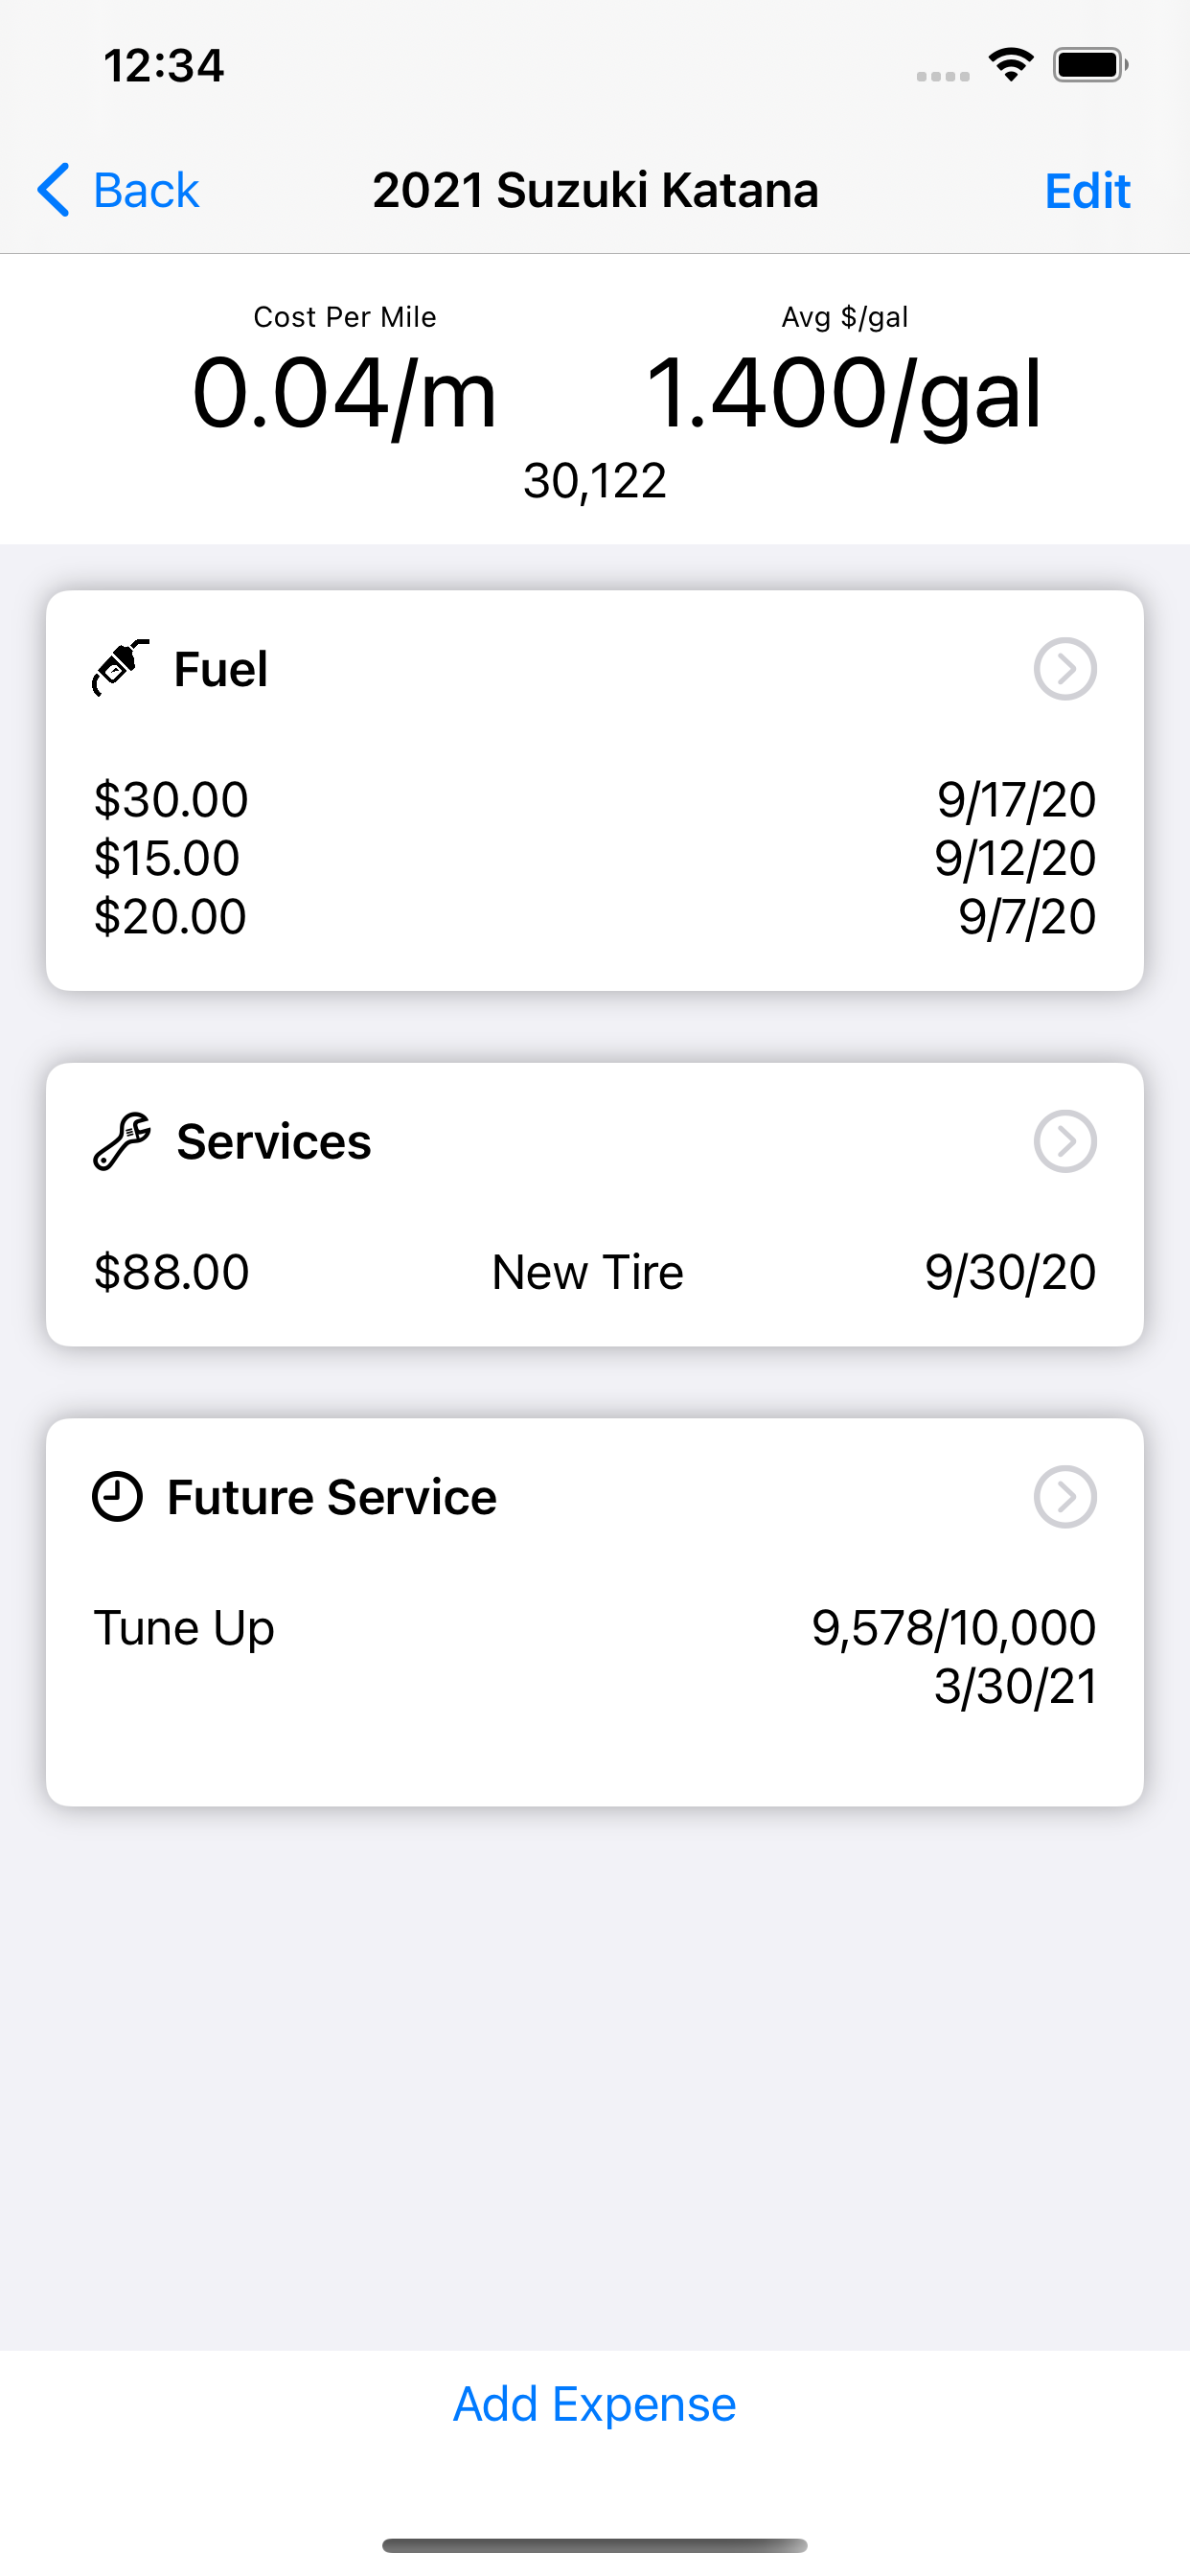 12:34
Back 2021 Suzuki Katana Edit
Cost Per Mile Avg $/gal
0.04/m 1.400/gal
30,122
Fuel
$30.00 9/17/20
$15.00 9/12/20
$20.00 9/7/20
Services
$88.00 New Tire 9/30/20
Future Service
Tune Up 9,578/10,000
3/30/21
Add Expense